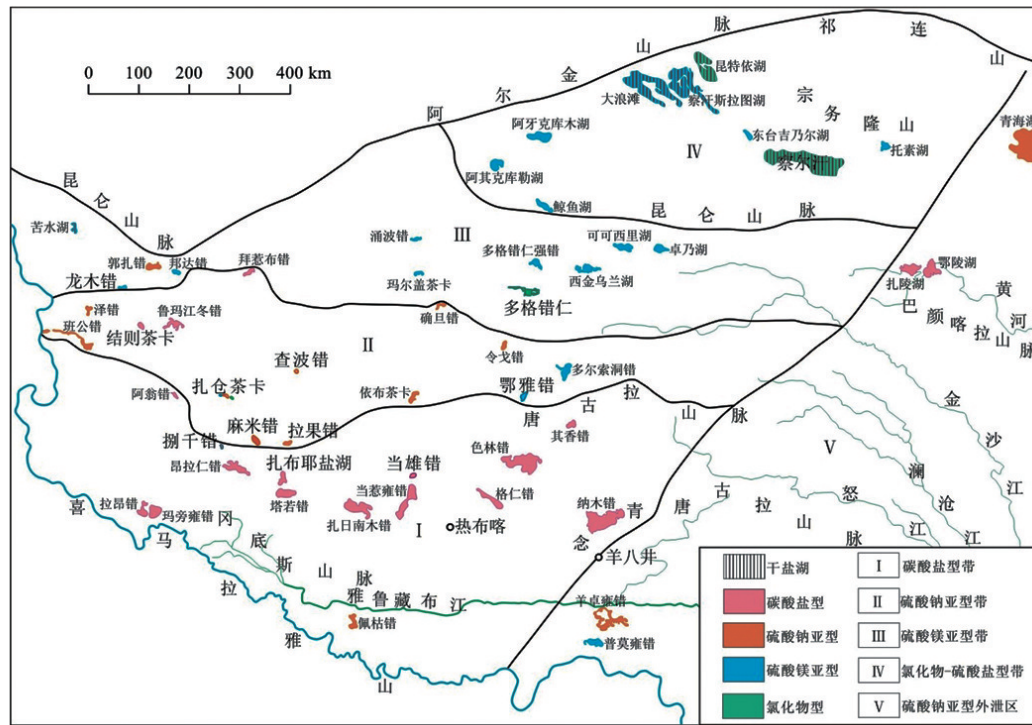 0 100 200 300 400 km
阿尔金山脉
祁连山
昆特依湖
大浪滩
察汗斯拉图湖
宗务隆山
青海湖
阿牙克库木湖
东台吉乃尔湖
托素湖
Ⅳ
察尔汗
阿其克库勒湖
鲸鱼湖
昆仑山脉
昆仑山脉
苦水湖
涌波错
Ⅲ
多格错仁强错
可可西里湖
卓乃湖
郭扎错
邦达错
拜惹布错
玛尔盖茶卡
西金乌兰湖
鄂陵湖
扎陵湖
龙木错
多格错仁
黄河
巴颜喀拉山脉
泽错
鲁玛江冬错
确旦错
班公错
结则茶卡
Ⅱ
令戈错
查波错
多尔索洞错
阿翁错
扎仓茶卡
依布茶卡
鄂雅错
唐古拉山脉
金沙江
麻米错
拉果错
其香错
捌千错
昂拉仁错
扎布耶盐湖
当雄错
色林错
Ⅴ
澜沧江
塔若错
当惹雍错
格仁错
拉昂错
玛旁雍错
扎日南木错
Ⅰ
热布喀
纳木错
念青唐古拉山脉
怒江
羊八井
喜马拉雅山
冈底斯山脉
雅鲁藏布江
羊卓雍错
佩枯错
普莫雍错
干盐湖
Ⅰ 碳酸盐型带
碳酸盐型
Ⅱ 硫酸钠亚型带
硫酸钠亚型
Ⅲ 硫酸镁亚型带
硫酸镁亚型
Ⅳ 氯化物-硫酸盐型带
氯化物型
Ⅴ 硫酸钠亚型外泄区